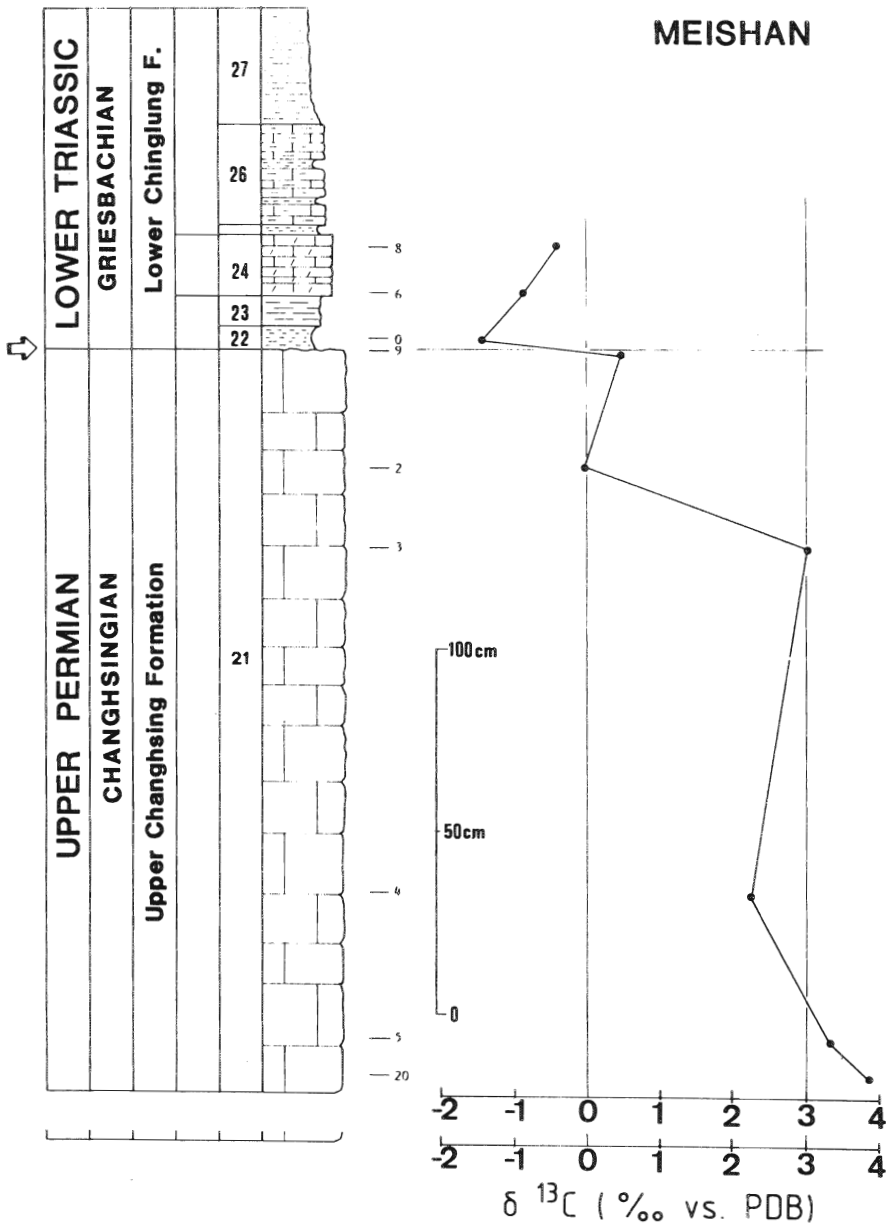 MEISHAN
LOWER TRIASSIC
GRIESBACHIAN
Lower Chinglung F.
27
26
24
23
22
8
6
0
9
2
3
UPPER PERMIAN
CHANGHSINGIAN
Upper Changhsing Formation
21
4
5
20
100cm
50cm
0
-2 -1 0 1 2 3 4
-2 -1 0 1 2 3 4
δ ¹³C (‰ vs. PDB)